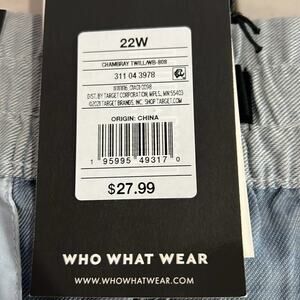 22W
CHAMBRAY TWILL/WB-808
311 04 3978
DIST. BY TARGET CORPORATION, MPLS., MN 55403
©2021 TARGET BRANDS, INC. SHOP TARGET.COM
ORIGIN: CHINA
1 95995 49317 0
$27.99
WHO WHAT WEAR
WWW.WHOWHATWEAR.COM